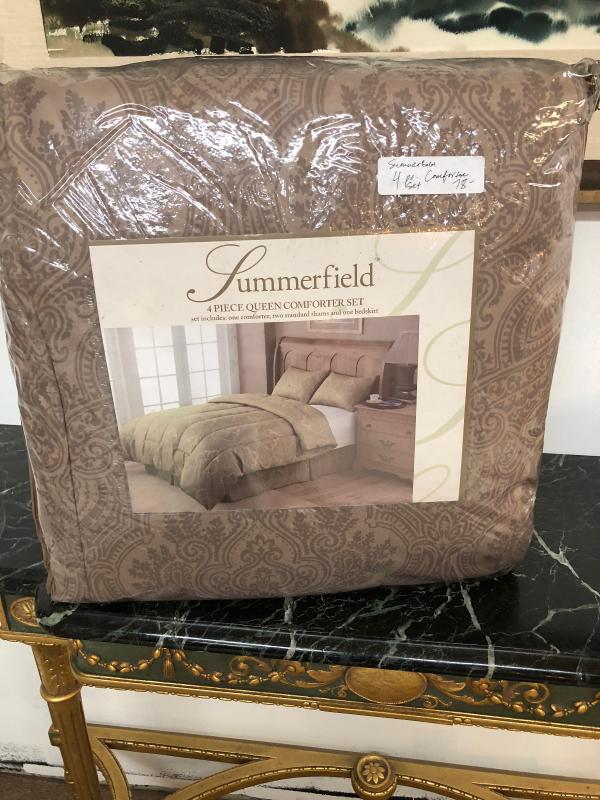 Summerfield
4 pc. Comforter
Set 78-
Summerfield
4 PIECE QUEEN COMFORTER SET
set includes: one comforter, two standard shams and one bedskirt